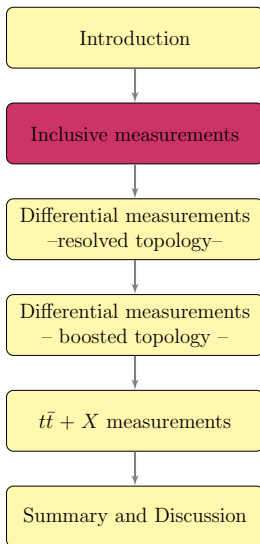 Introduction
Inclusive measurements
Differential measurements
–resolved topology–
Differential measurements
– boosted topology –
tt̄ + X measurements
Summary and Discussion